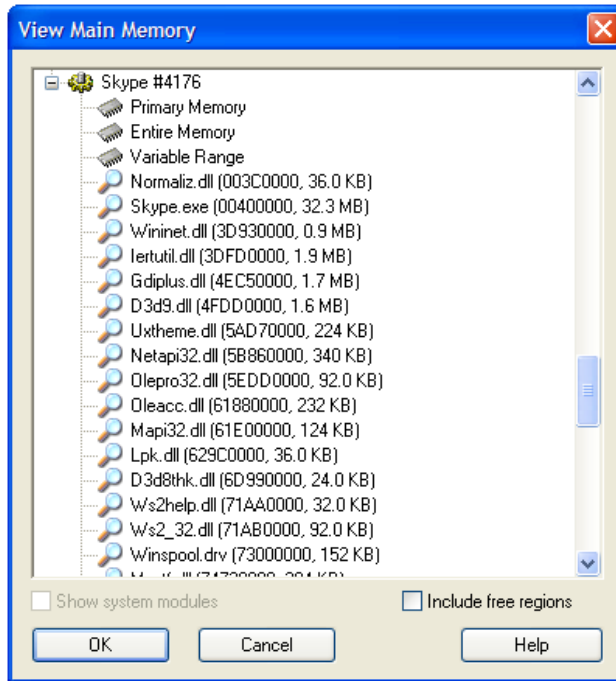 View Main Memory
Skype #4176
Primary Memory
Entire Memory
Variable Range
Normaliz.dll (003C0000, 36.0 KB)
Skype.exe (00400000, 32.3 MB)
Wininet.dll (3D930000, 0.9 MB)
Iertutil.dll (3DFD0000, 1.9 MB)
Gdiplus.dll (4EC50000, 1.7 MB)
D3d9.dll (4FDD0000, 1.6 MB)
Uxtheme.dll (5AD70000, 224 KB)
Netapi32.dll (5B860000, 340 KB)
Olepro32.dll (5EDD0000, 92.0 KB)
Oleacc.dll (61880000, 232 KB)
Mapi32.dll (61E00000, 124 KB)
Lpk.dll (629C0000, 36.0 KB)
D3d8thk.dll (6D990000, 24.0 KB)
Ws2help.dll (71AA0000, 32.0 KB)
Ws2_32.dll (71AB0000, 92.0 KB)
Winspool.drv (73000000, 152 KB)
Show system modules
Include free regions
OK
Cancel
Help